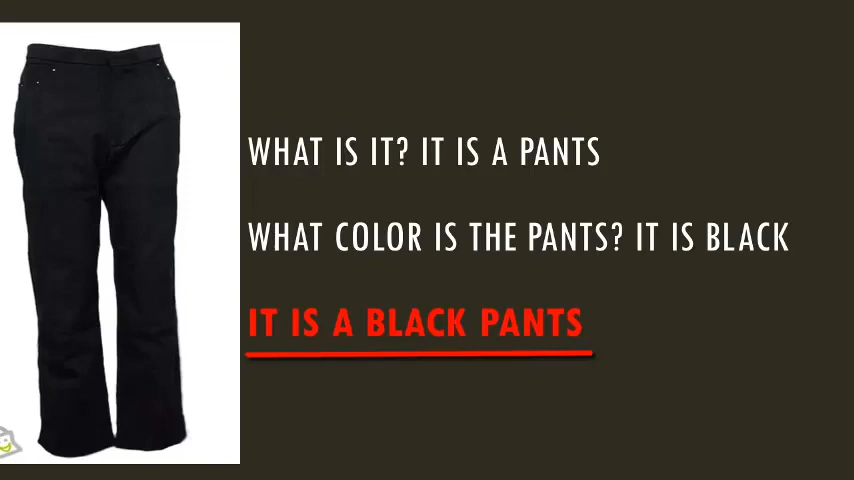 WHAT IS IT? IT IS A PANTS
WHAT COLOR IS THE PANTS? IT IS BLACK
IT IS A BLACK PANTS